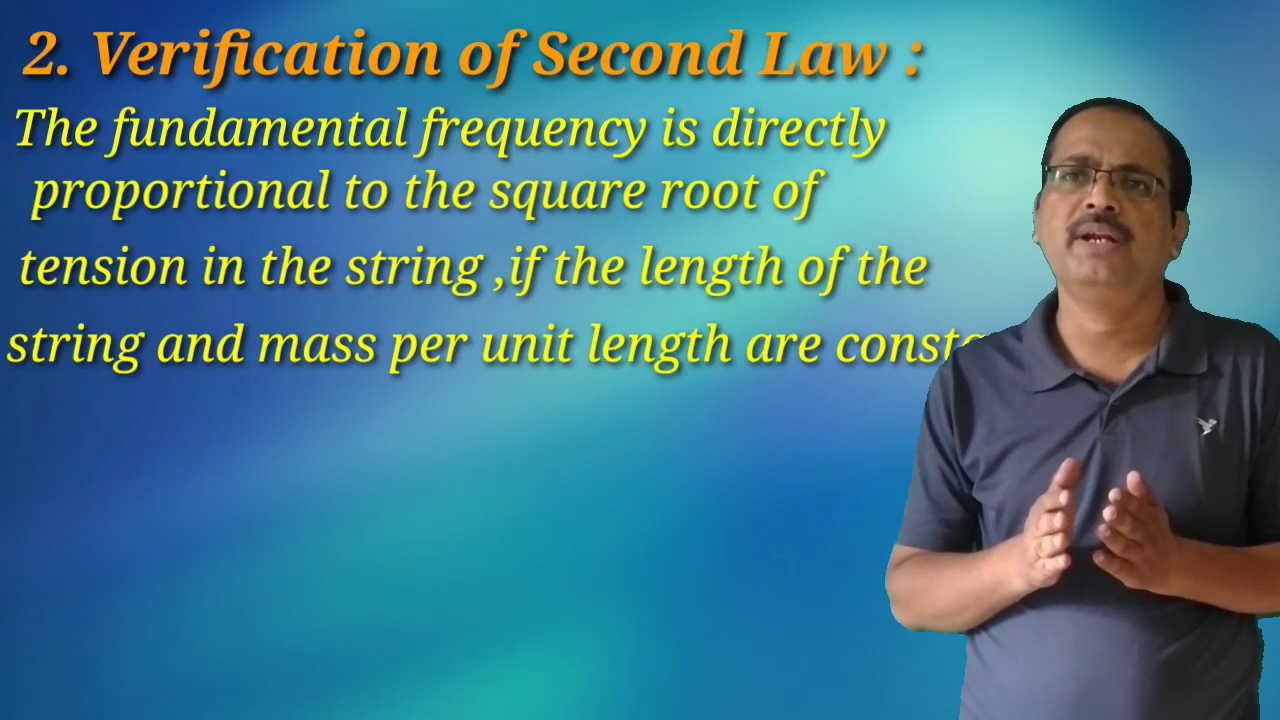 2. Verification of Second Law :
The fundamental frequency is directly
proportional to the square root of
tension in the string ,if the length of the
string and mass per unit length are